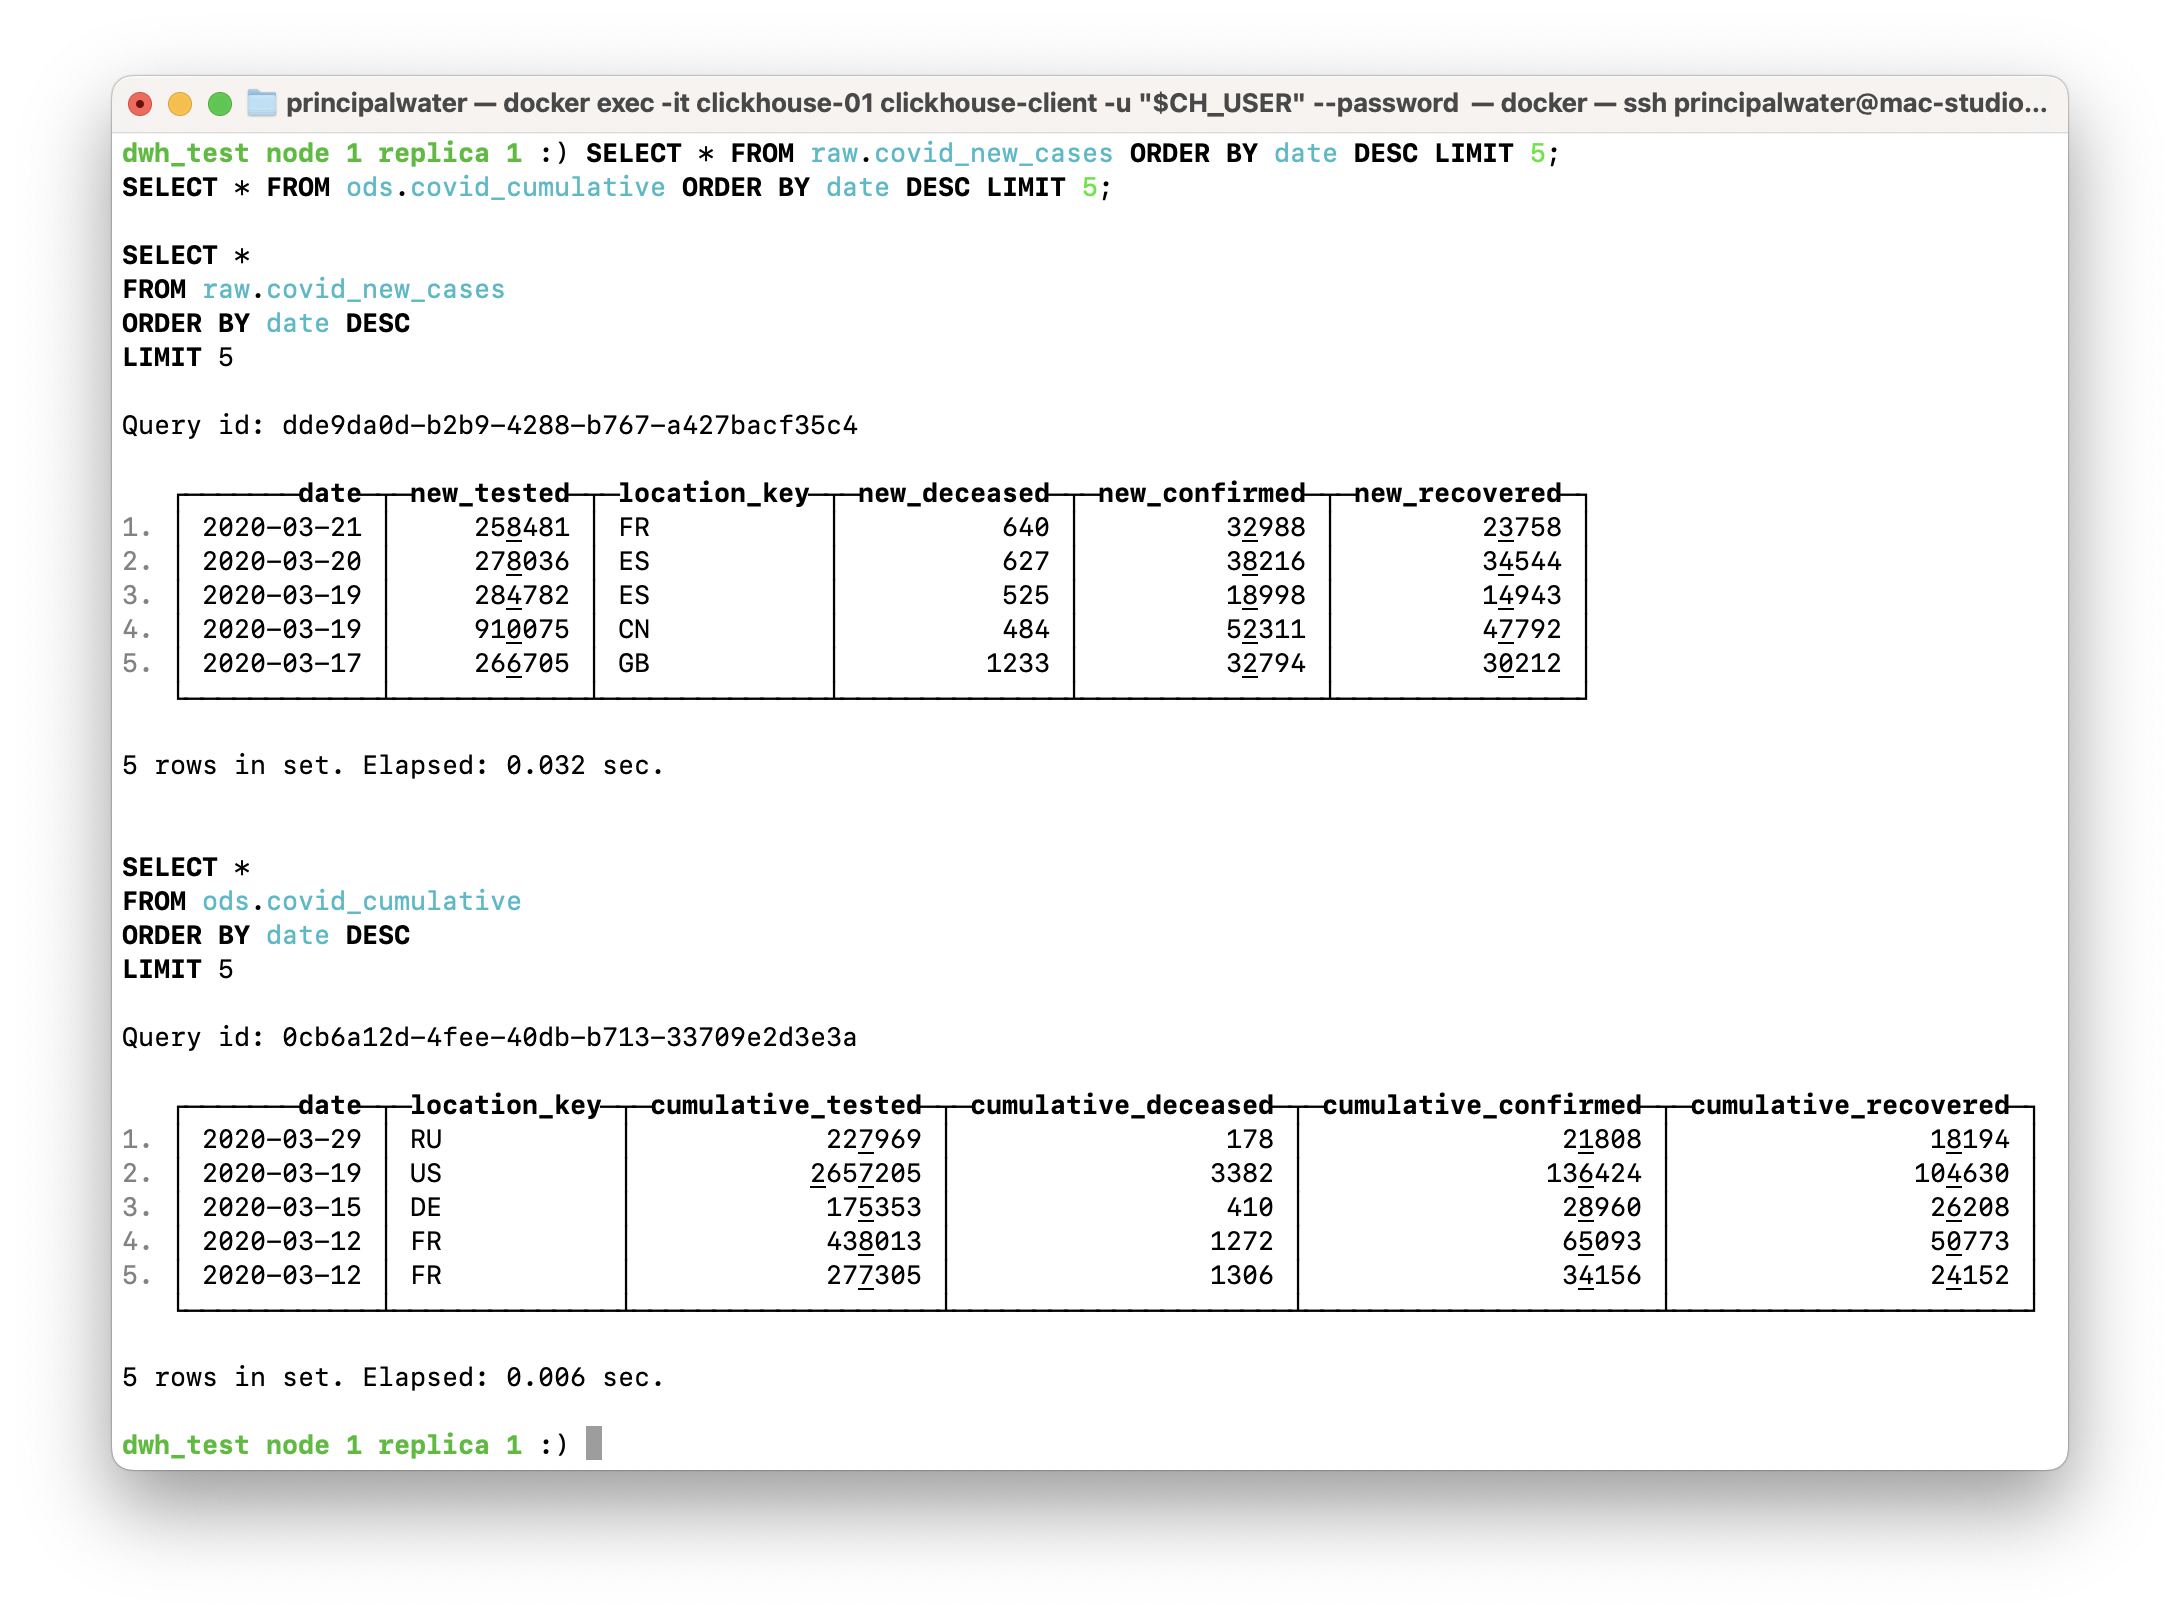 principalwater — docker exec -it clickhouse-01 clickhouse-client -u "$CH_USER" --password — docker — ssh principalwater@mac-studio...
dwh_test node 1 replica 1 :) SELECT * FROM raw.covid_new_cases ORDER BY date DESC LIMIT 5;
SELECT * FROM ods.covid_cumulative ORDER BY date DESC LIMIT 5;
SELECT *
FROM raw.covid_new_cases
ORDER BY date DESC
LIMIT 5
Query id: dde9da0d-b2b9-4288-b767-a427bacf35c4
date new_tested location_key new_deceased new_confirmed new_recovered
1. 2020-03-21 258481 FR 640 32988 23758
2. 2020-03-20 278036 ES 627 38216 34544
3. 2020-03-19 284782 ES 525 18998 14943
4. 2020-03-19 910075 CN 484 52311 47792
5. 2020-03-17 266705 GB 1233 32794 30212
5 rows in set. Elapsed: 0.032 sec.
SELECT *
FROM ods.covid_cumulative
ORDER BY date DESC
LIMIT 5
Query id: 0cb6a12d-4fee-40db-b713-33709e2d3e3a
date location_key cumulative_tested cumulative_deceased cumulative_confirmed cumulative_recovered
1. 2020-03-29 RU 227969 178 21808 18194
2. 2020-03-19 US 2657205 3382 136424 104630
3. 2020-03-15 DE 175353 410 28960 26208
4. 2020-03-12 FR 438013 1272 65093 50773
5. 2020-03-12 FR 277305 1306 34156 24152
5 rows in set. Elapsed: 0.006 sec.
dwh_test node 1 replica 1 :)